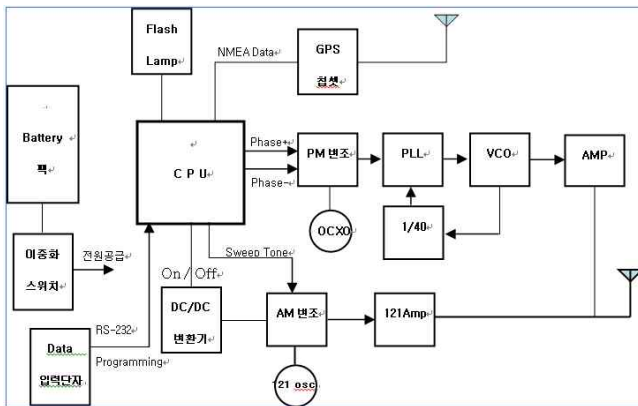 Flash
Lamp
NMEA Data
GPS
칩셋
Battery
팩
C P U
Phase+
Phase-
PM 변조
PLL
VCO
AMP
OCXO
1/40
이중화
스위치
전원공급
On / Off
Sweep Tone
DC/DC
변환기
AM 변조
121Amp
121 osc
RS-232
Programming
Data
입력단자